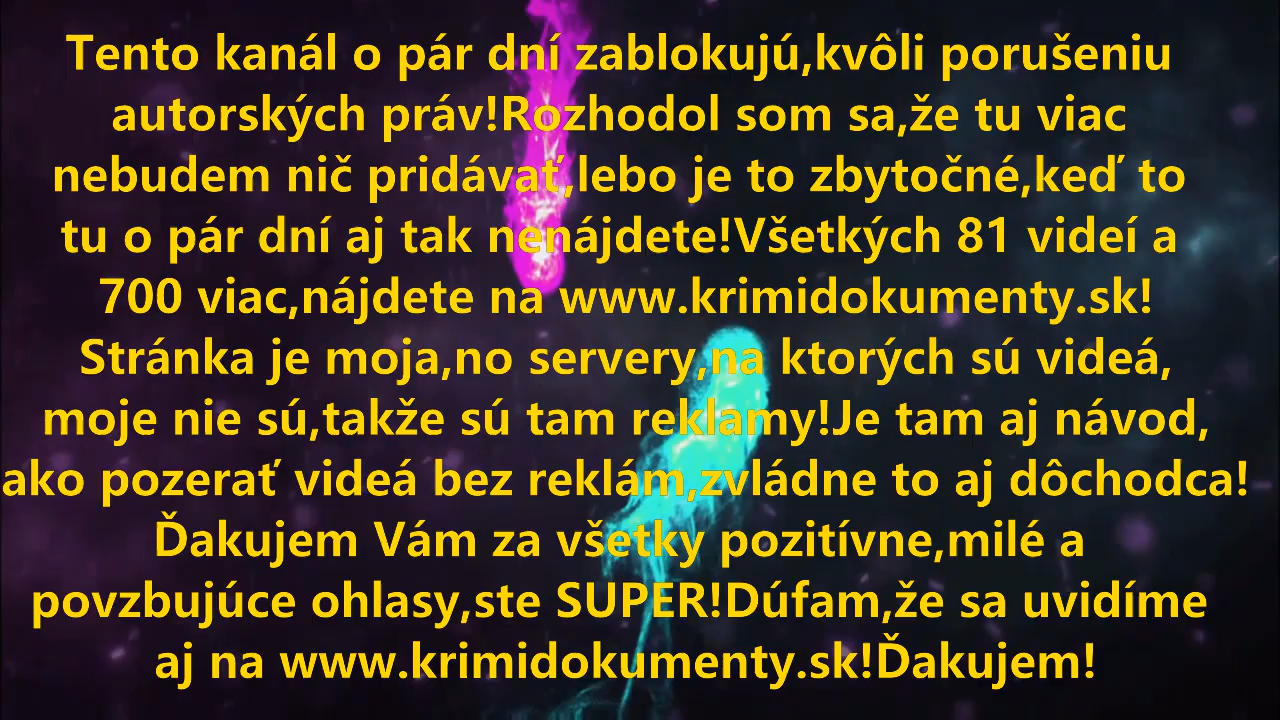 Tento kanál o pár dní zablokujú,kvôli porušeniu
autorských práv!Rozhodol som sa,že tu viac
nebudem nič pridávať,lebo je to zbytočné,keď to
tu o pár dní aj tak nenájdete!Všetkých 81 videí a
700 viac,nájdete na www.krimidokumenty.sk!
Stránka je moja,no servery,na ktorých sú videá,
moje nie sú,takže sú tam reklamy!Je tam aj návod,
ako pozerať videá bez reklám,zvládne to aj dôchodca!
Ďakujem Vám za všetky pozitívne,milé a
povzbujúce ohlasy,ste SUPER!Dúfam,že sa uvidíme
aj na www.krimidokumenty.sk!Ďakujem!